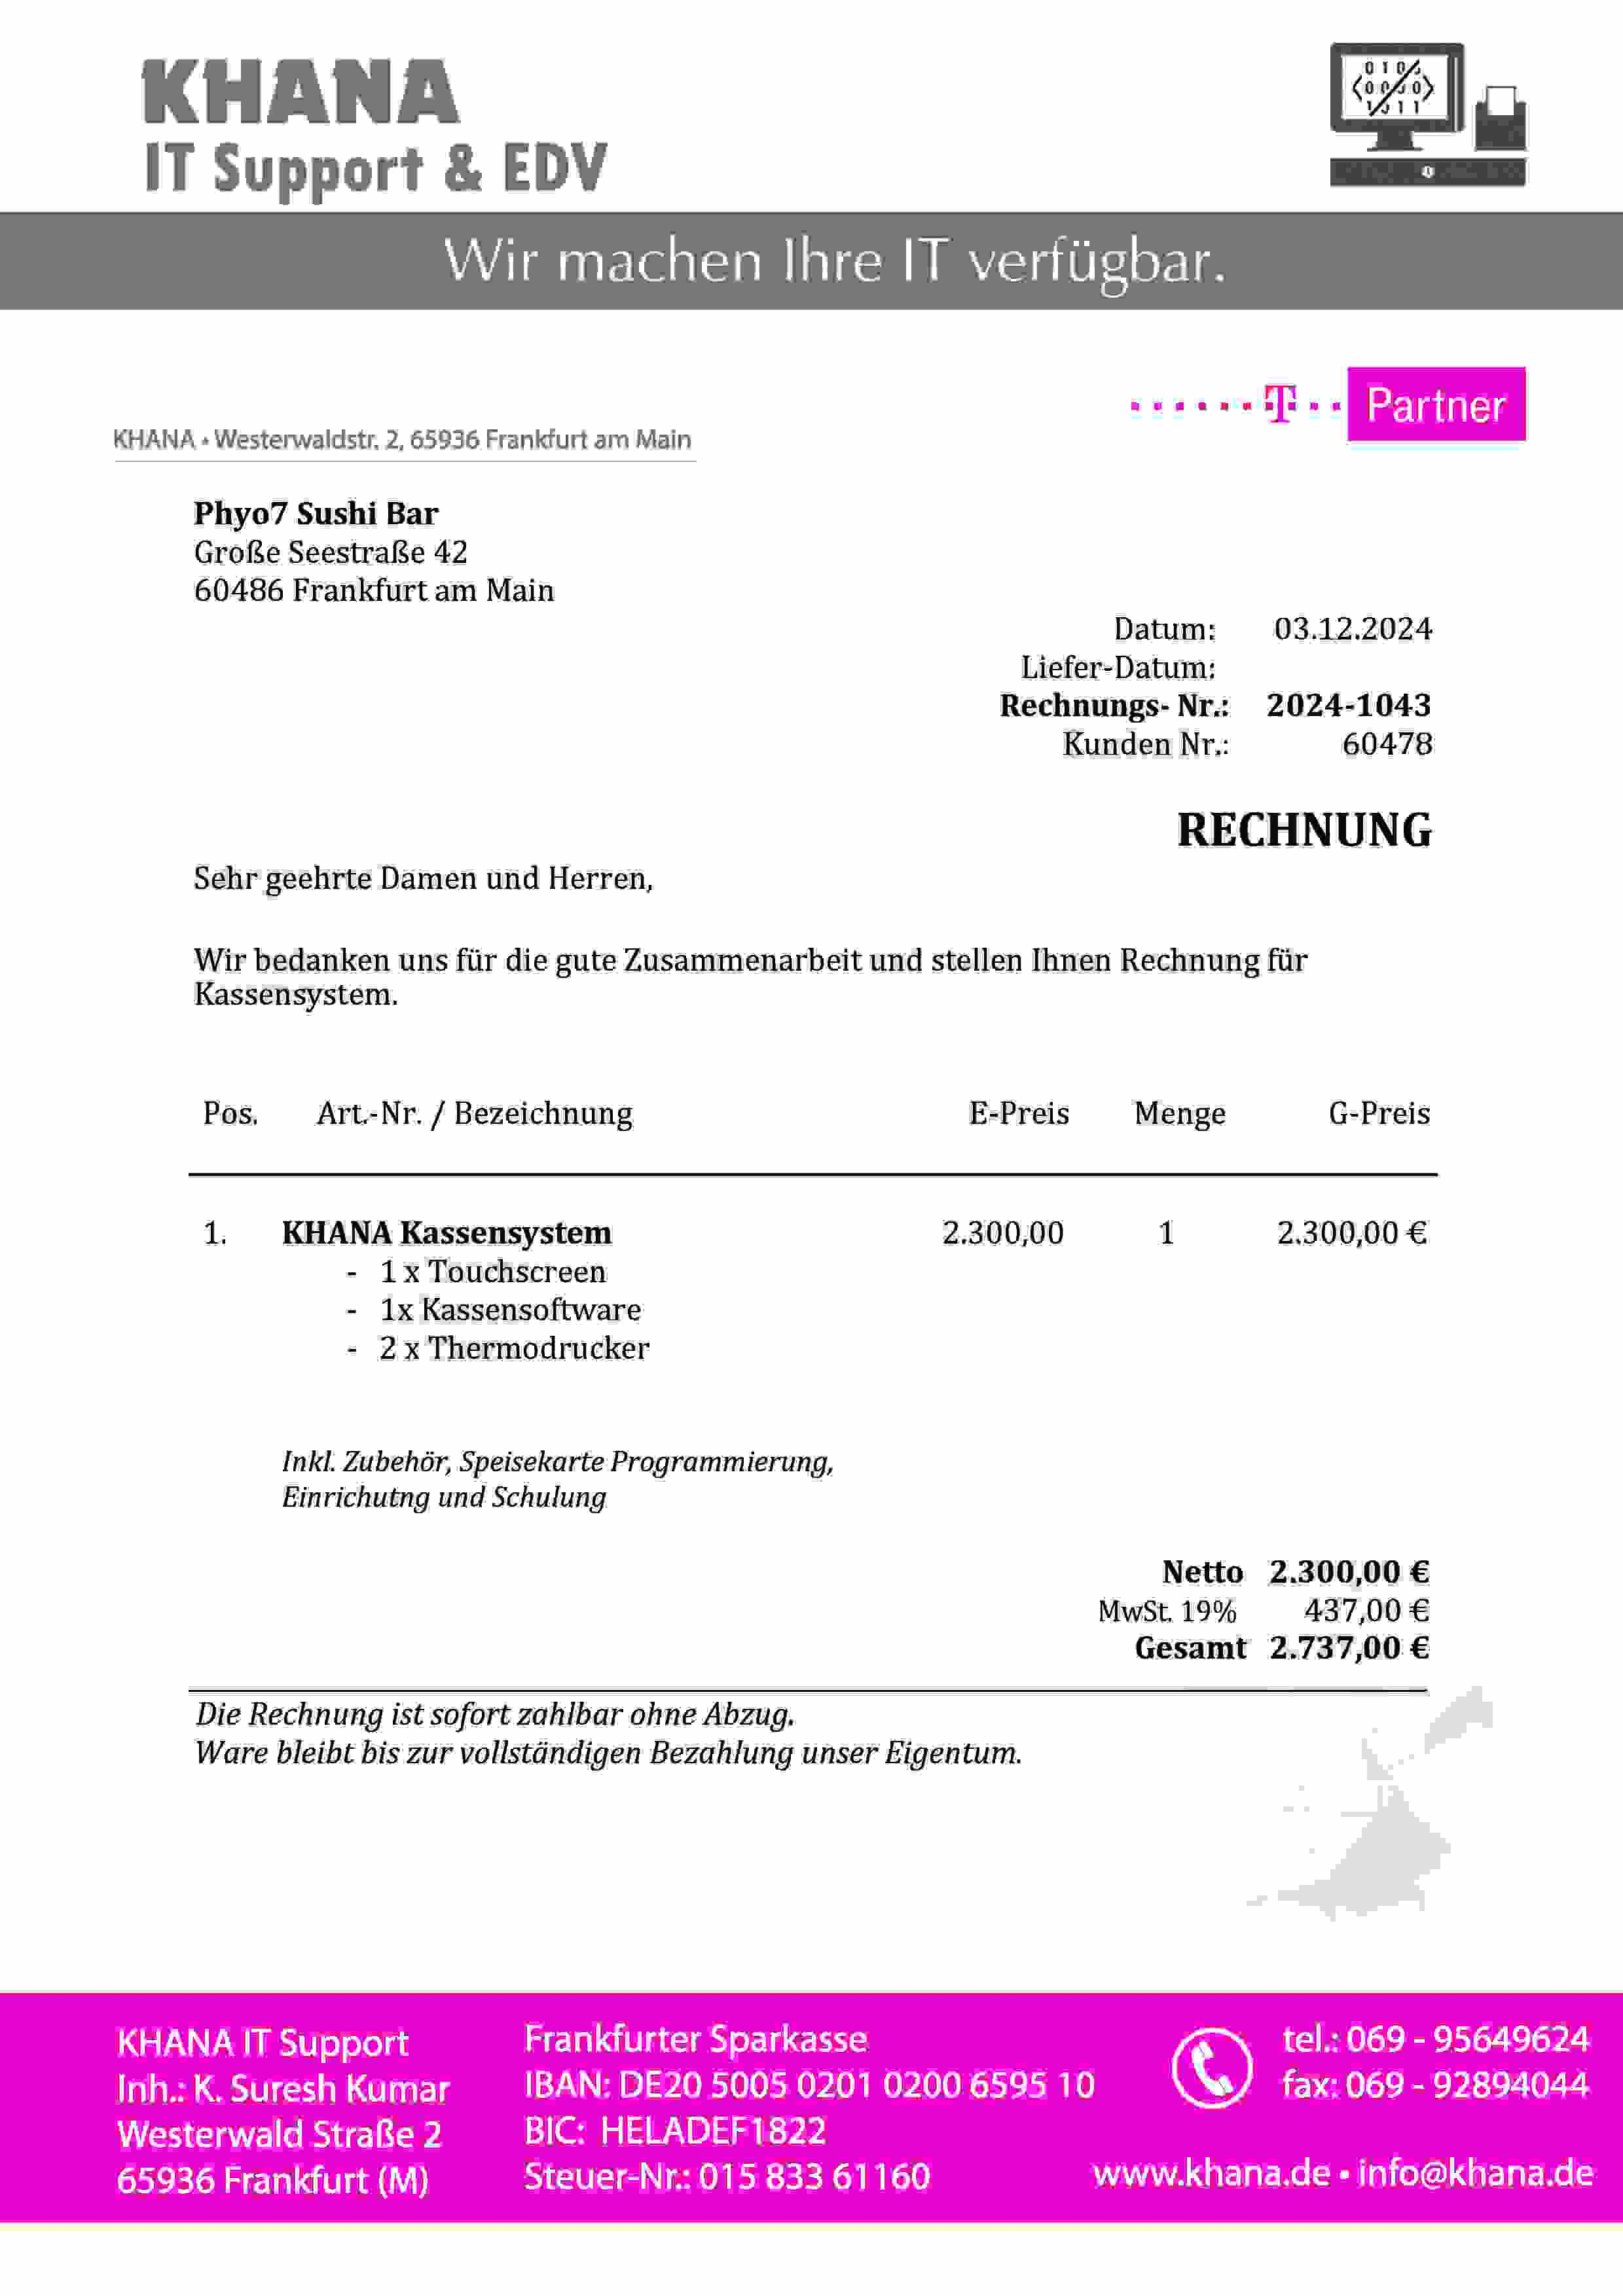 KHANA
IT Support & EDV
0101
0000
1011
Wir machen Ihre IT verfügbar.
T Partner
KHANA • Westerwaldstr. 2, 65936 Frankfurt am Main
Phyo7 Sushi Bar
Große Seestraße 42
60486 Frankfurt am Main
Datum: 03.12.2024
Liefer-Datum:
Rechnungs- Nr.: 2024-1043
Kunden Nr.: 60478
RECHNUNG
Sehr geehrte Damen und Herren,
Wir bedanken uns für die gute Zusammenarbeit und stellen Ihnen Rechnung für
Kassensystem.
Pos. Art.-Nr. / Bezeichnung E-Preis Menge G-Preis
1. KHANA Kassensystem 2.300,00 1 2.300,00 €
- 1 x Touchscreen
- 1x Kassensoftware
- 2 x Thermodrucker
Inkl. Zubehör, Speisekarte Programmierung,
Einrichutng und Schulung
Netto 2.300,00 €
MwSt. 19% 437,00 €
Gesamt 2.737,00 €
Die Rechnung ist sofort zahlbar ohne Abzug.
Ware bleibt bis zur vollständigen Bezahlung unser Eigentum.
KHANA IT Support
Inh.: K. Suresh Kumar
Westerwald Straße 2
65936 Frankfurt (M)
Frankfurter Sparkasse
IBAN: DE20 5005 0201 0200 6595 10
BIC: HELADEF1822
Steuer-Nr.: 015 833 61160
tel.: 069 - 95649624
fax: 069 - 92894044
www.khana.de • info@khana.de